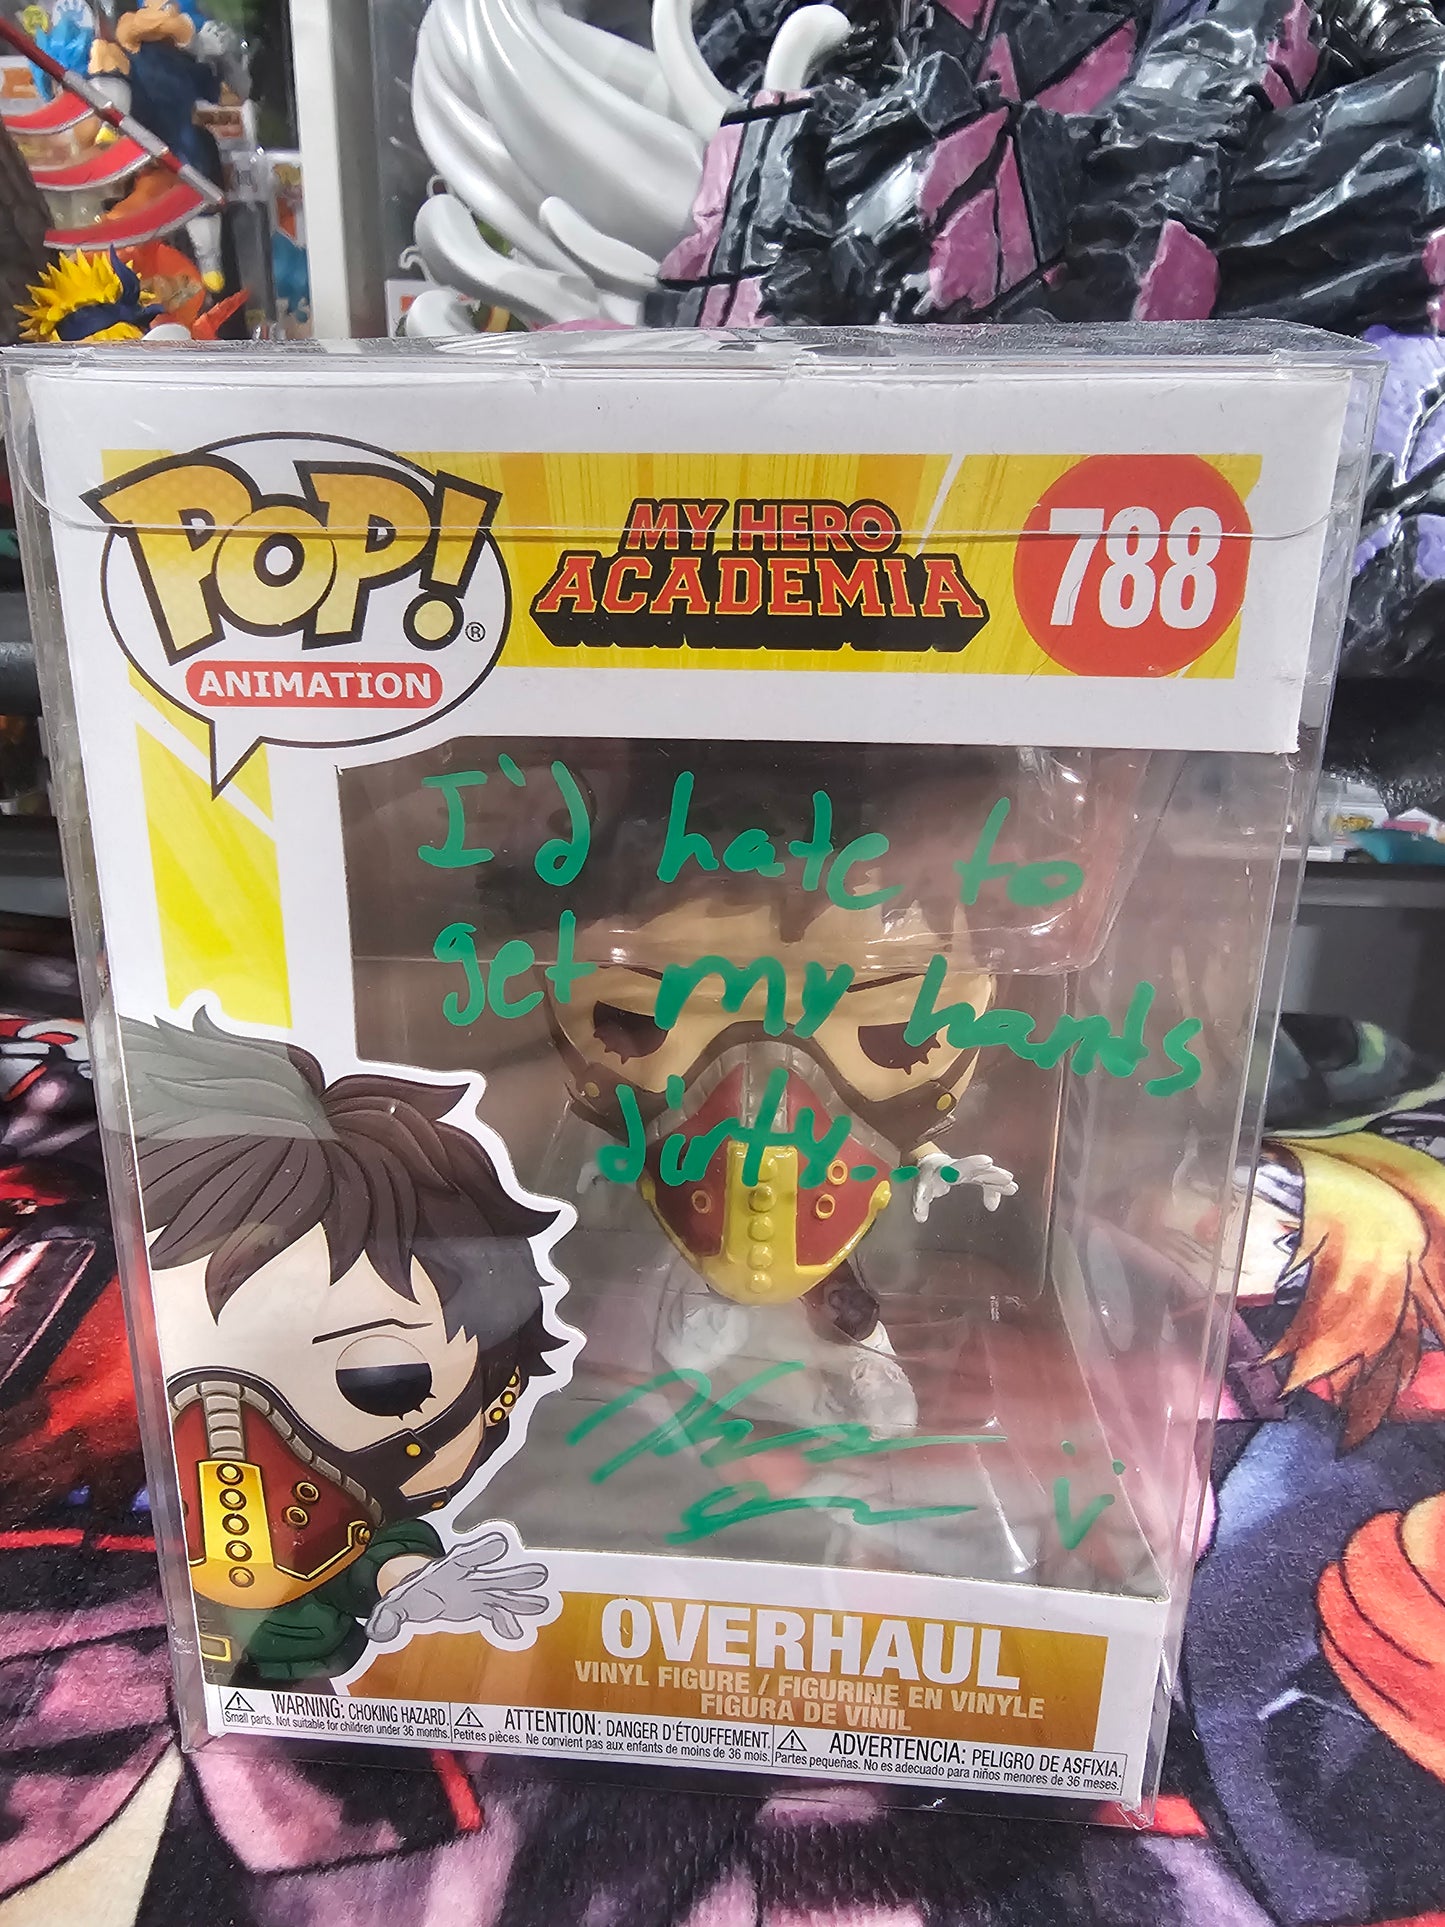 POP!®
ANIMATION
MY HERO
ACADEMIA
788
I'd hate to
get my hands
dirty....
OVERHAUL
VINYL FIGURE / FIGURINE EN VINYLE
FIGURA DE VINIL
WARNING: CHOKING HAZARD.
Small parts. Not suitable for children under 36 months.
ATTENTION: DANGER D'ÉTOUFFEMENT.
Petites pièces. Ne convient pas aux enfants de moins de 36 mois.
ADVERTENCIA: PELIGRO DE ASFIXIA.
Partes pequeñas. No es adecuado para niños menores de 36 meses.